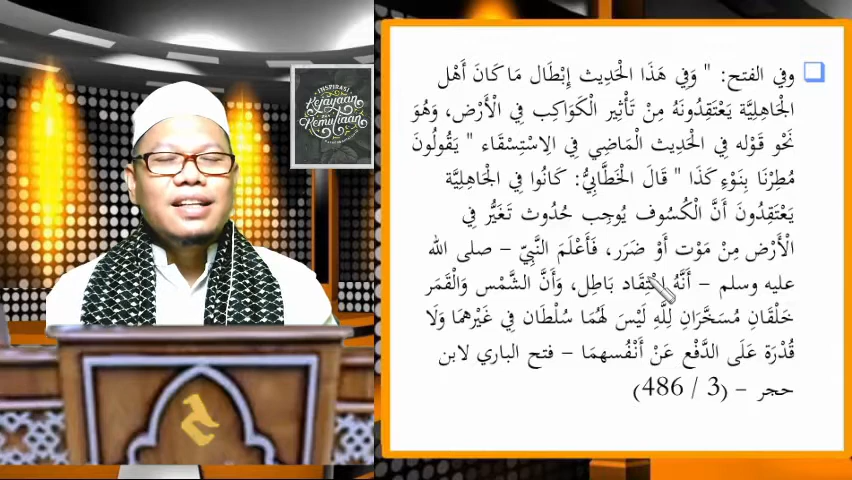 INSPIRASI
Kejayaan
Kemuliaan
وفي الفتح: " وَفِي هَذَا الْحَدِيث إِبْطَال مَا كَانَ أَهْل
الْجَاهِلِيَّة يَعْتَقِدُونَهُ مِنْ تَأْثِير الْكَوَاكِب فِي الْأَرْض، وَهُوَ
نَحْو قَوْله فِي الْحَدِيث الْمَاضِي فِي الِاسْتِسْقَاء " يَقُولُونَ
مُطِرْنَا بِنَوْءِ كَذَا " قَالَ الْخَطَّابِيُّ: كَانُوا فِي الْجَاهِلِيَّة
يَعْتَقِدُونَ أَنَّ الْكُسُوف يُوجِب حُدُوث تَغَيُّر فِي
الْأَرْض مِنْ مَوْت أَوْ ضَرَر، فَأَعْلَمَ النَّبِيّ – صلى الله
عليه وسلم – أَنَّهُ اِعْتِقَاد بَاطِل، وَأَنَّ الشَّمْس وَالْقَمَر
خَلْقَانِ مُسَخَّرَانِ لِلَّهِ لَيْسَ لَهُمَا سُلْطَان فِي غَيْرهمَا وَلَا
قُدْرَة عَلَى الدَّفْع عَنْ أَنْفُسهمَا – فتح الباري لابن
حجر – (3 / 486)